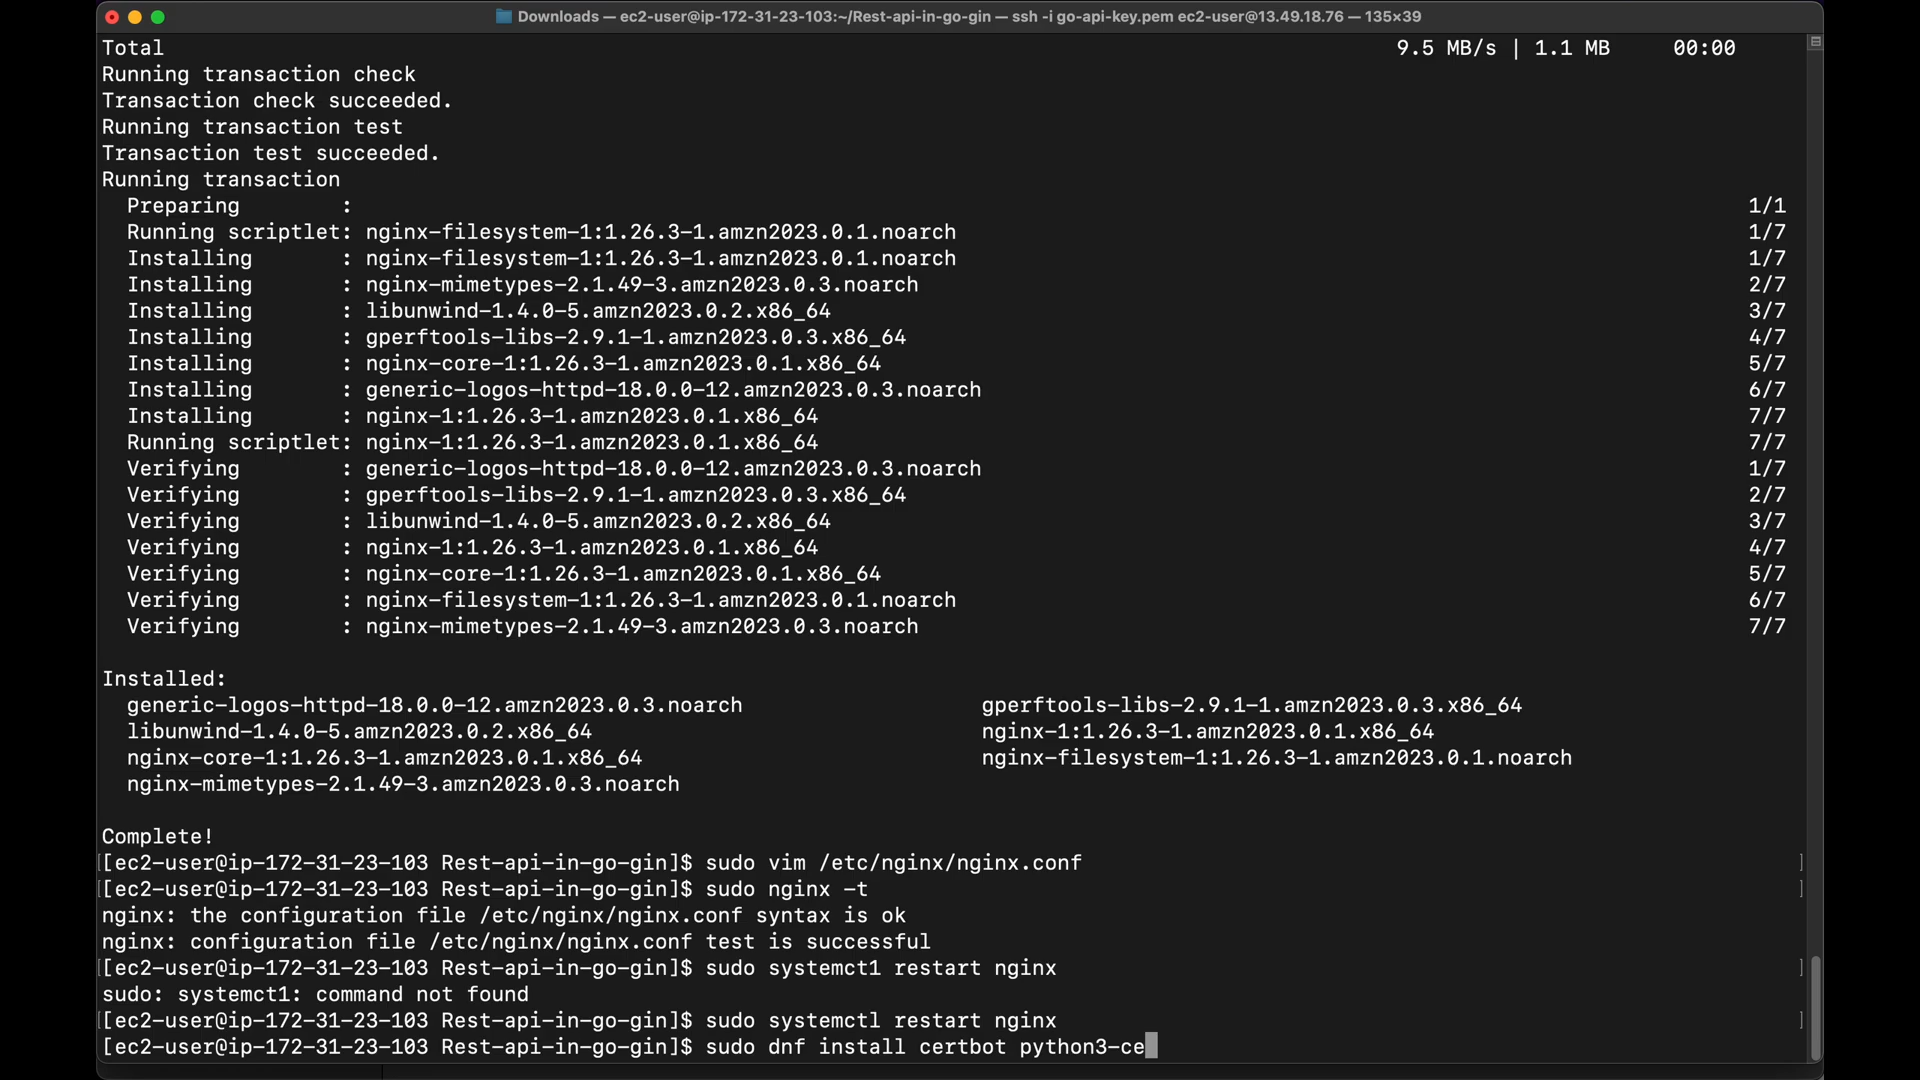 Downloads — ec2-user@ip-172-31-23-103:~/Rest-api-in-go-gin — ssh -i go-api-key.pem ec2-user@13.49.18.76 — 135×39
Total 9.5 MB/s | 1.1 MB 00:00
Running transaction check
Transaction check succeeded.
Running transaction test
Transaction test succeeded.
Running transaction
Preparing : 1/1
Running scriptlet: nginx-filesystem-1:1.26.3-1.amzn2023.0.1.noarch 1/7
Installing : nginx-filesystem-1:1.26.3-1.amzn2023.0.1.noarch 1/7
Installing : nginx-mimetypes-2.1.49-3.amzn2023.0.3.noarch 2/7
Installing : libunwind-1.4.0-5.amzn2023.0.2.x86_64 3/7
Installing : gperftools-libs-2.9.1-1.amzn2023.0.3.x86_64 4/7
Installing : nginx-core-1:1.26.3-1.amzn2023.0.1.x86_64 5/7
Installing : generic-logos-httpd-18.0.0-12.amzn2023.0.3.noarch 6/7
Installing : nginx-1:1.26.3-1.amzn2023.0.1.x86_64 7/7
Running scriptlet: nginx-1:1.26.3-1.amzn2023.0.1.x86_64 7/7
Verifying : generic-logos-httpd-18.0.0-12.amzn2023.0.3.noarch 1/7
Verifying : gperftools-libs-2.9.1-1.amzn2023.0.3.x86_64 2/7
Verifying : libunwind-1.4.0-5.amzn2023.0.2.x86_64 3/7
Verifying : nginx-1:1.26.3-1.amzn2023.0.1.x86_64 4/7
Verifying : nginx-core-1:1.26.3-1.amzn2023.0.1.x86_64 5/7
Verifying : nginx-filesystem-1:1.26.3-1.amzn2023.0.1.noarch 6/7
Verifying : nginx-mimetypes-2.1.49-3.amzn2023.0.3.noarch 7/7
Installed:
generic-logos-httpd-18.0.0-12.amzn2023.0.3.noarch gperftools-libs-2.9.1-1.amzn2023.0.3.x86_64
libunwind-1.4.0-5.amzn2023.0.2.x86_64 nginx-1:1.26.3-1.amzn2023.0.1.x86_64
nginx-core-1:1.26.3-1.amzn2023.0.1.x86_64 nginx-filesystem-1:1.26.3-1.amzn2023.0.1.noarch
nginx-mimetypes-2.1.49-3.amzn2023.0.3.noarch
Complete!
[[ec2-user@ip-172-31-23-103 Rest-api-in-go-gin]$ sudo vim /etc/nginx/nginx.conf ]
[[ec2-user@ip-172-31-23-103 Rest-api-in-go-gin]$ sudo nginx -t ]
nginx: the configuration file /etc/nginx/nginx.conf syntax is ok
nginx: configuration file /etc/nginx/nginx.conf test is successful
[[ec2-user@ip-172-31-23-103 Rest-api-in-go-gin]$ sudo systemct1 restart nginx ]
sudo: systemct1: command not found
[[ec2-user@ip-172-31-23-103 Rest-api-in-go-gin]$ sudo systemctl restart nginx ]
[ec2-user@ip-172-31-23-103 Rest-api-in-go-gin]$ sudo dnf install certbot python3-ce